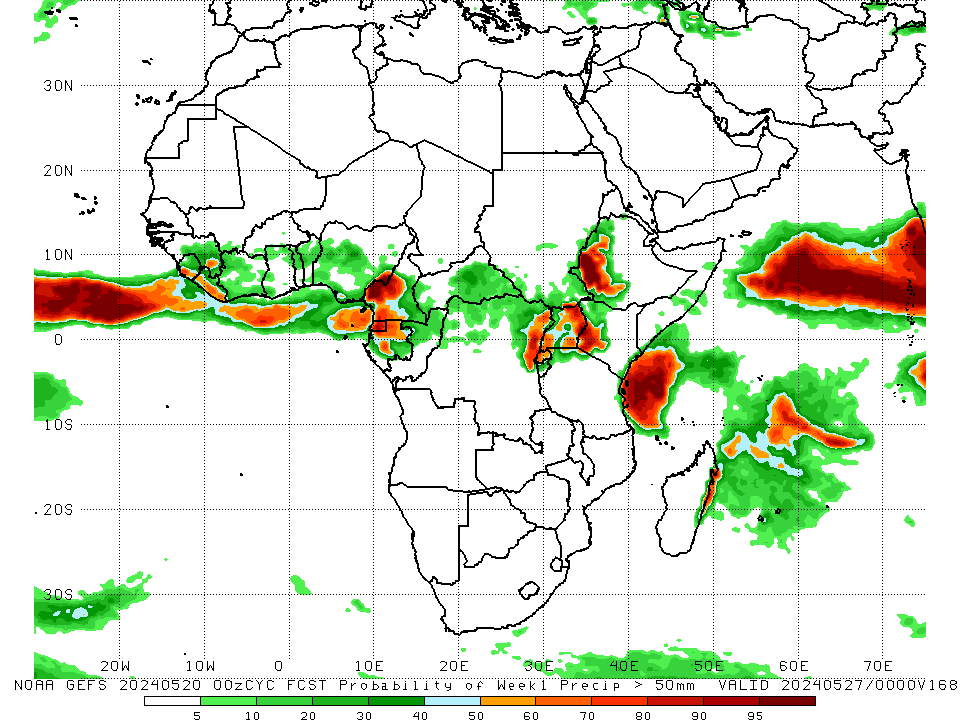 30N
20N
10N
0
10S
20S
30S
20W 10W 0 10E 20E 30E 40E 50E 60E 70E
NOAA GEFS 20240520 00zCYC FCST Probability of Week1 Precip > 50mm VALID 20240527/0000V168
5 10 20 30 40 50 60 70 80 90 95